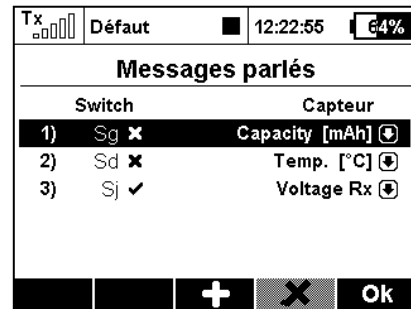 Tx Défaut 12:22:55 64%
Messages parlés
Switch Capteur
1) Sg Capacity [mAh]
2) Sd Temp. [°C]
3) Sj Voltage Rx
Ok